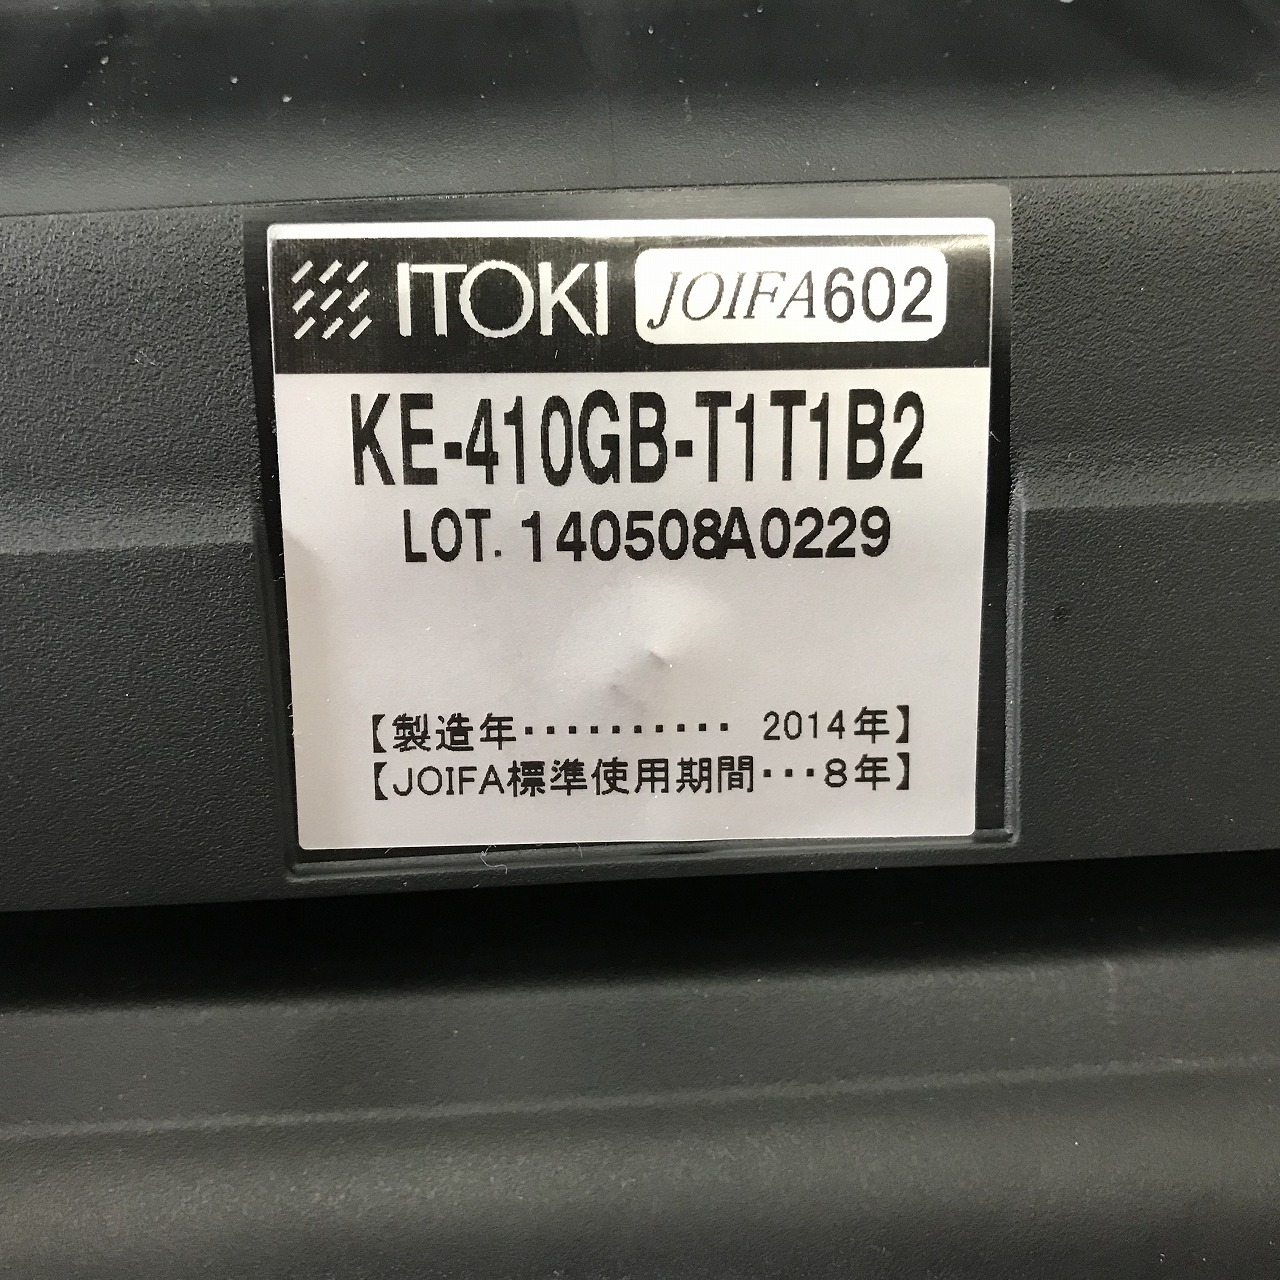 ITOKI JOIFA602
KE-410GB-T1T1B2
LOT. 140508A0229
【製造年・・・・・・・・・・ 2014年】
【JOIFA標準使用期間・・・8年】